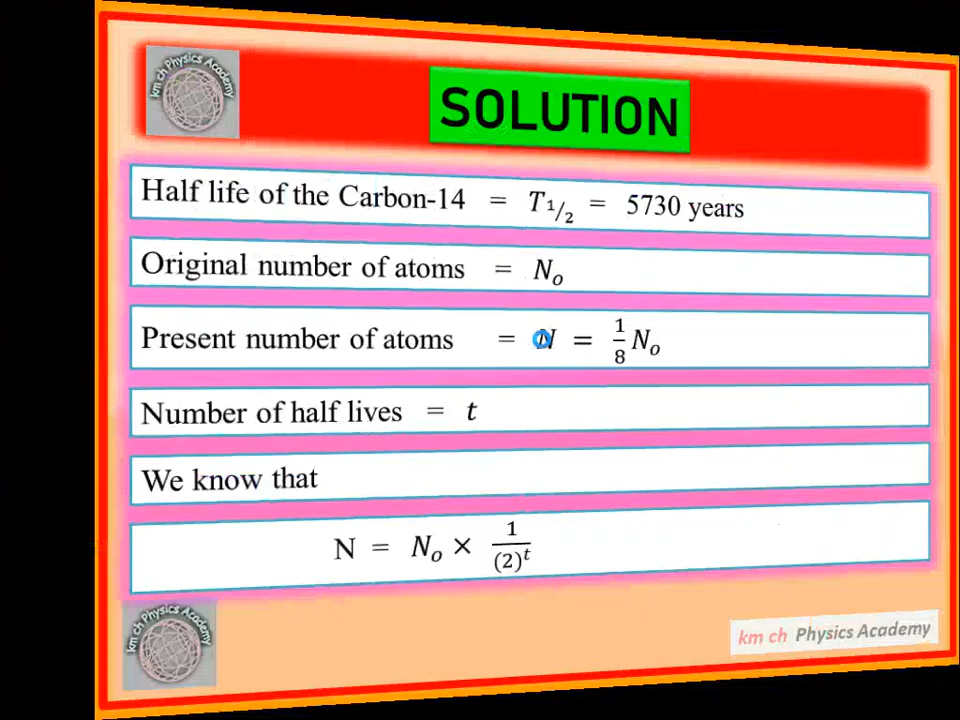 km ch Physics Academy
SOLUTION
Half life of the Carbon-14 = T1/2 = 5730 years
Original number of atoms = No
Present number of atoms = N = 1/8 No
Number of half lives = t
We know that
N = No × 1/(2)^t
km ch Physics Academy
km ch Physics Academy